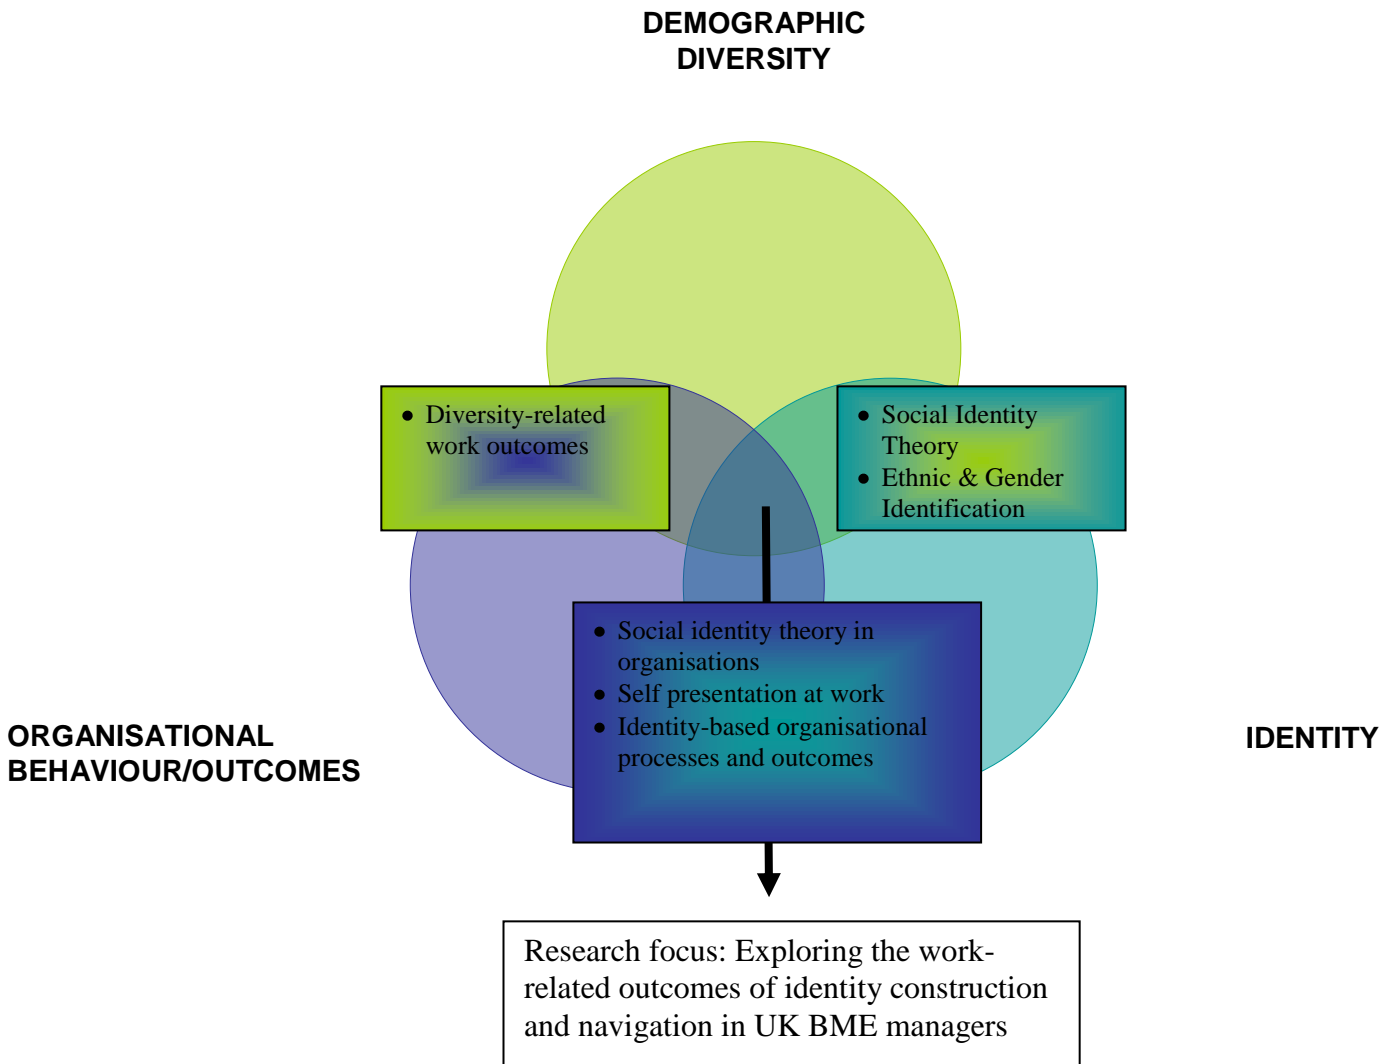 DEMOGRAPHIC
DIVERSITY
• Diversity-related
work outcomes
• Social Identity
Theory
• Ethnic & Gender
Identification
• Social identity theory in
organisations
• Self presentation at work
• Identity-based organisational
processes and outcomes
ORGANISATIONAL
BEHAVIOUR/OUTCOMES
IDENTITY
Research focus: Exploring the work-
related outcomes of identity construction
and navigation in UK BME managers